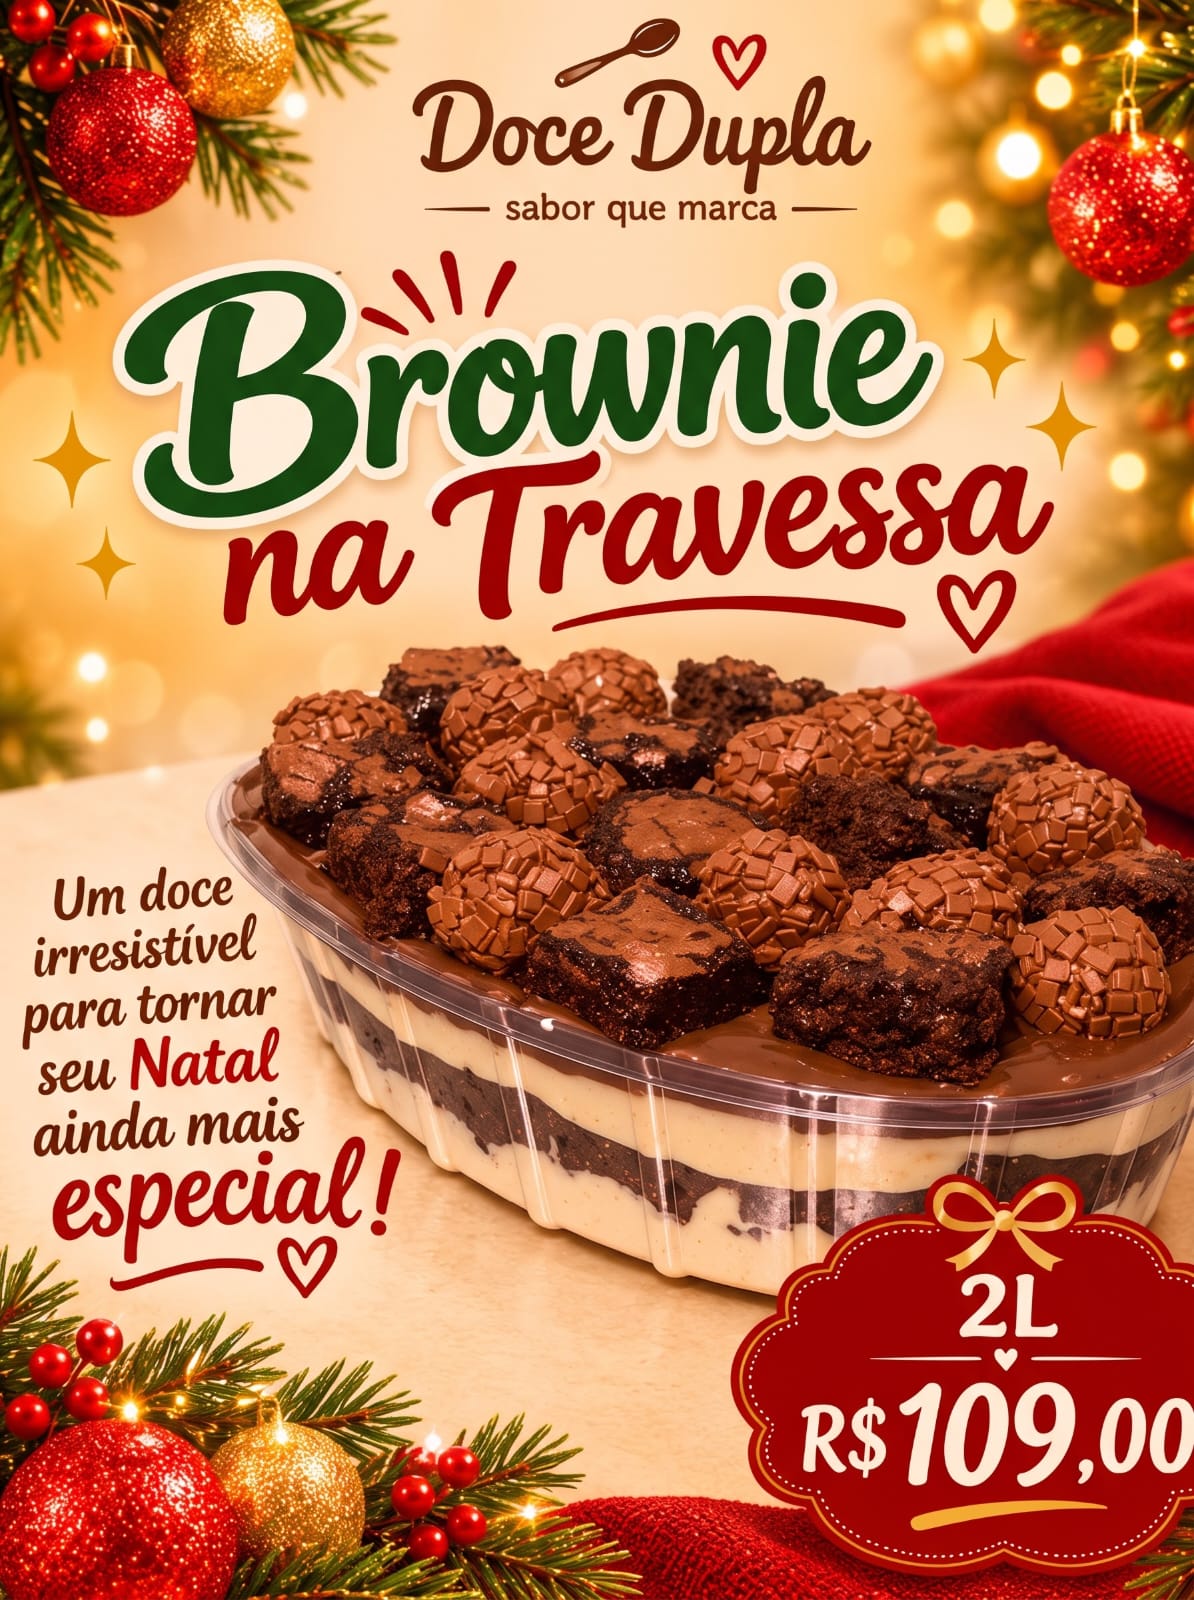 Doce Dupla
sabor que marca
Brownie
na Travessa
Um doce
irresistível
para tornar
seu Natal
ainda mais
especial!
2L
R$109,00